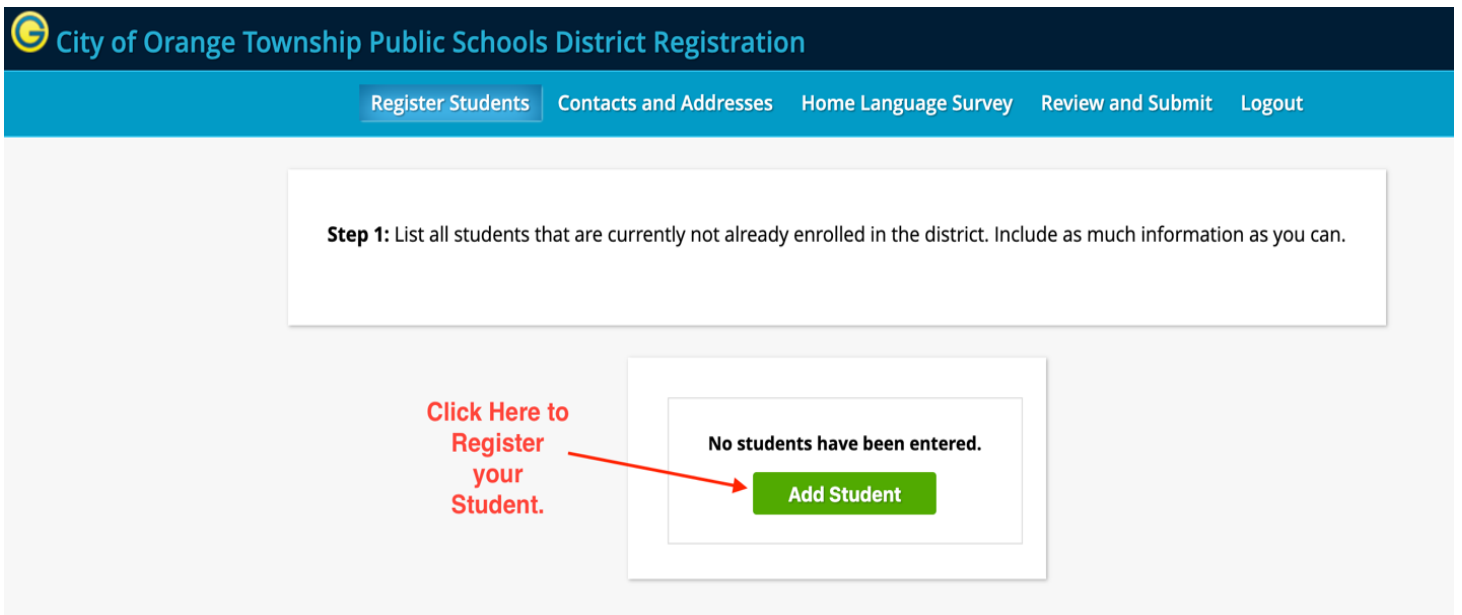 G City of Orange Township Public Schools District Registration
Register Students Contacts and Addresses Home Language Survey Review and Submit Logout
Step 1: List all students that are currently not already enrolled in the district. Include as much information as you can.
Click Here to
Register
your
Student.
No students have been entered.
Add Student